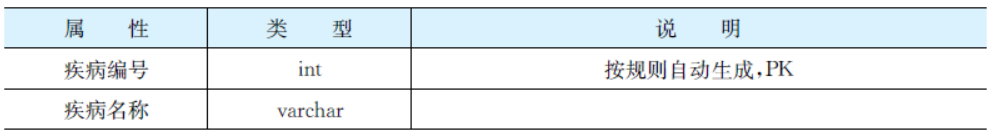 属 性 类 型 说 明
疾病编号 int 按规则自动生成,PK
疾病名称 varchar